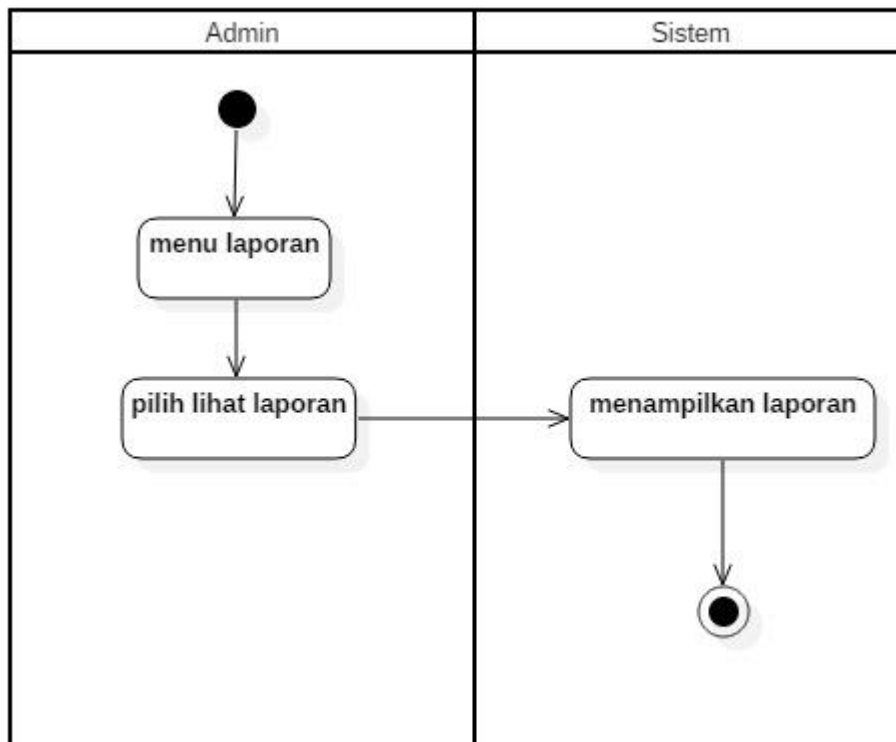 Admin
Sistem
menu laporan
pilih lihat laporan
menampilkan laporan